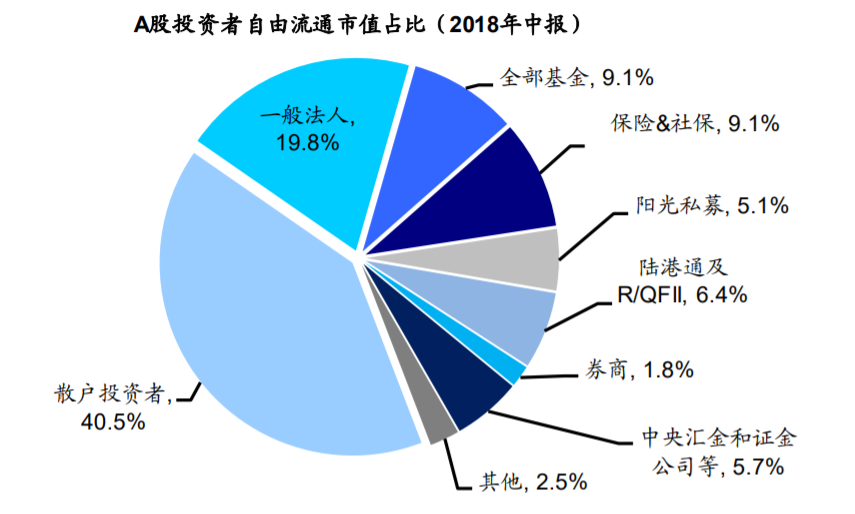 A股投资者自由流通市值占比（2018年中报）
全部基金, 9.1%
一般法人,
19.8%
保险&社保, 9.1%
阳光私募, 5.1%
陆港通及
R/QFII, 6.4%
券商, 1.8%
散户投资者,
40.5%
中央汇金和证金
公司等, 5.7%
其他, 2.5%